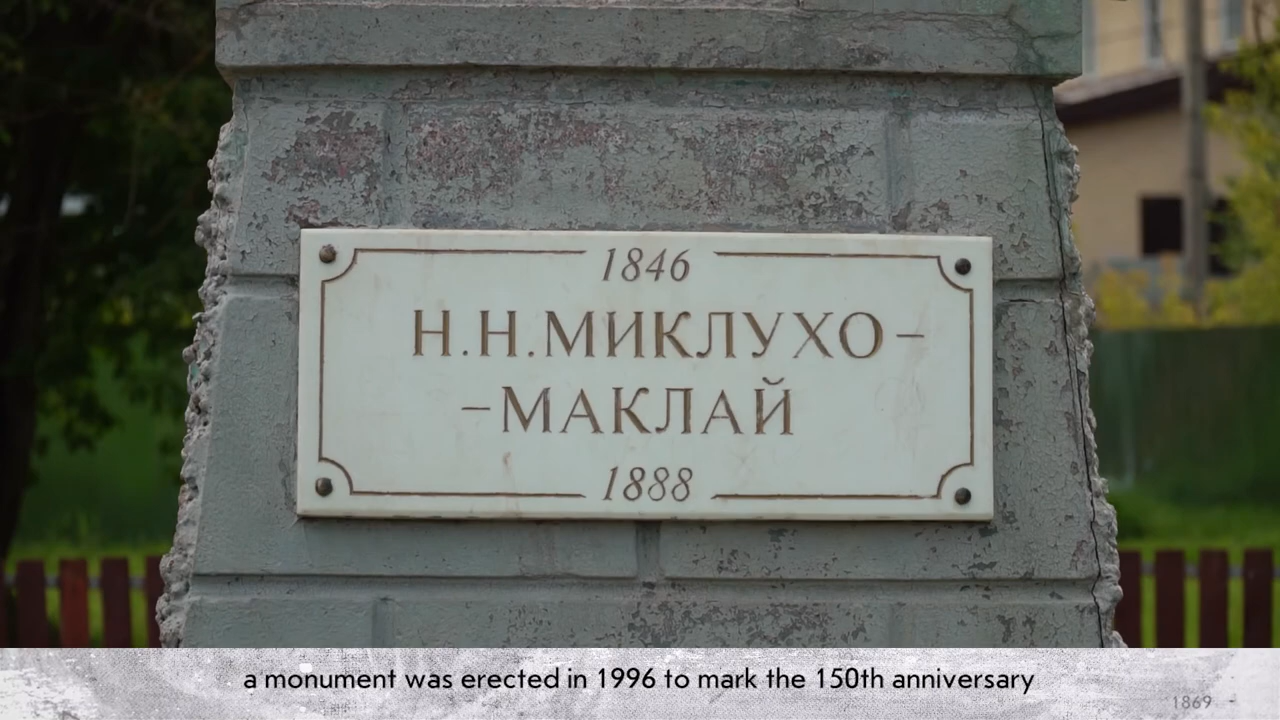 1846
Н.Н.МИКЛУХО–
–МАКЛАЙ
1888
a monument was erected in 1996 to mark the 150th anniversary
1869 -